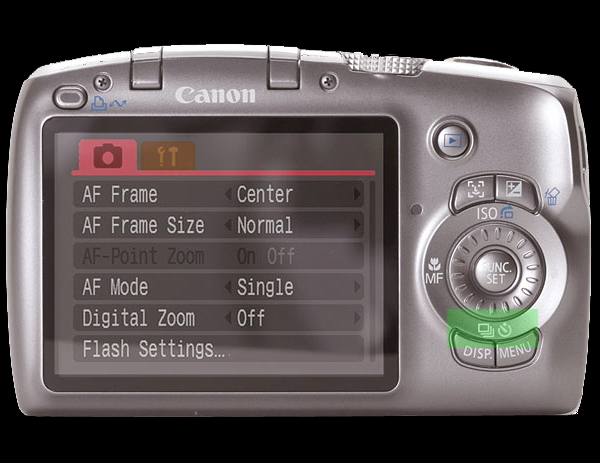 Canon
AF Frame Center
AF Frame Size Normal
AF-Point Zoom On Off
AF Mode Single
Digital Zoom Off
Flash Settings...
ISO
MF
FUNC.
SET
DISP. MENU